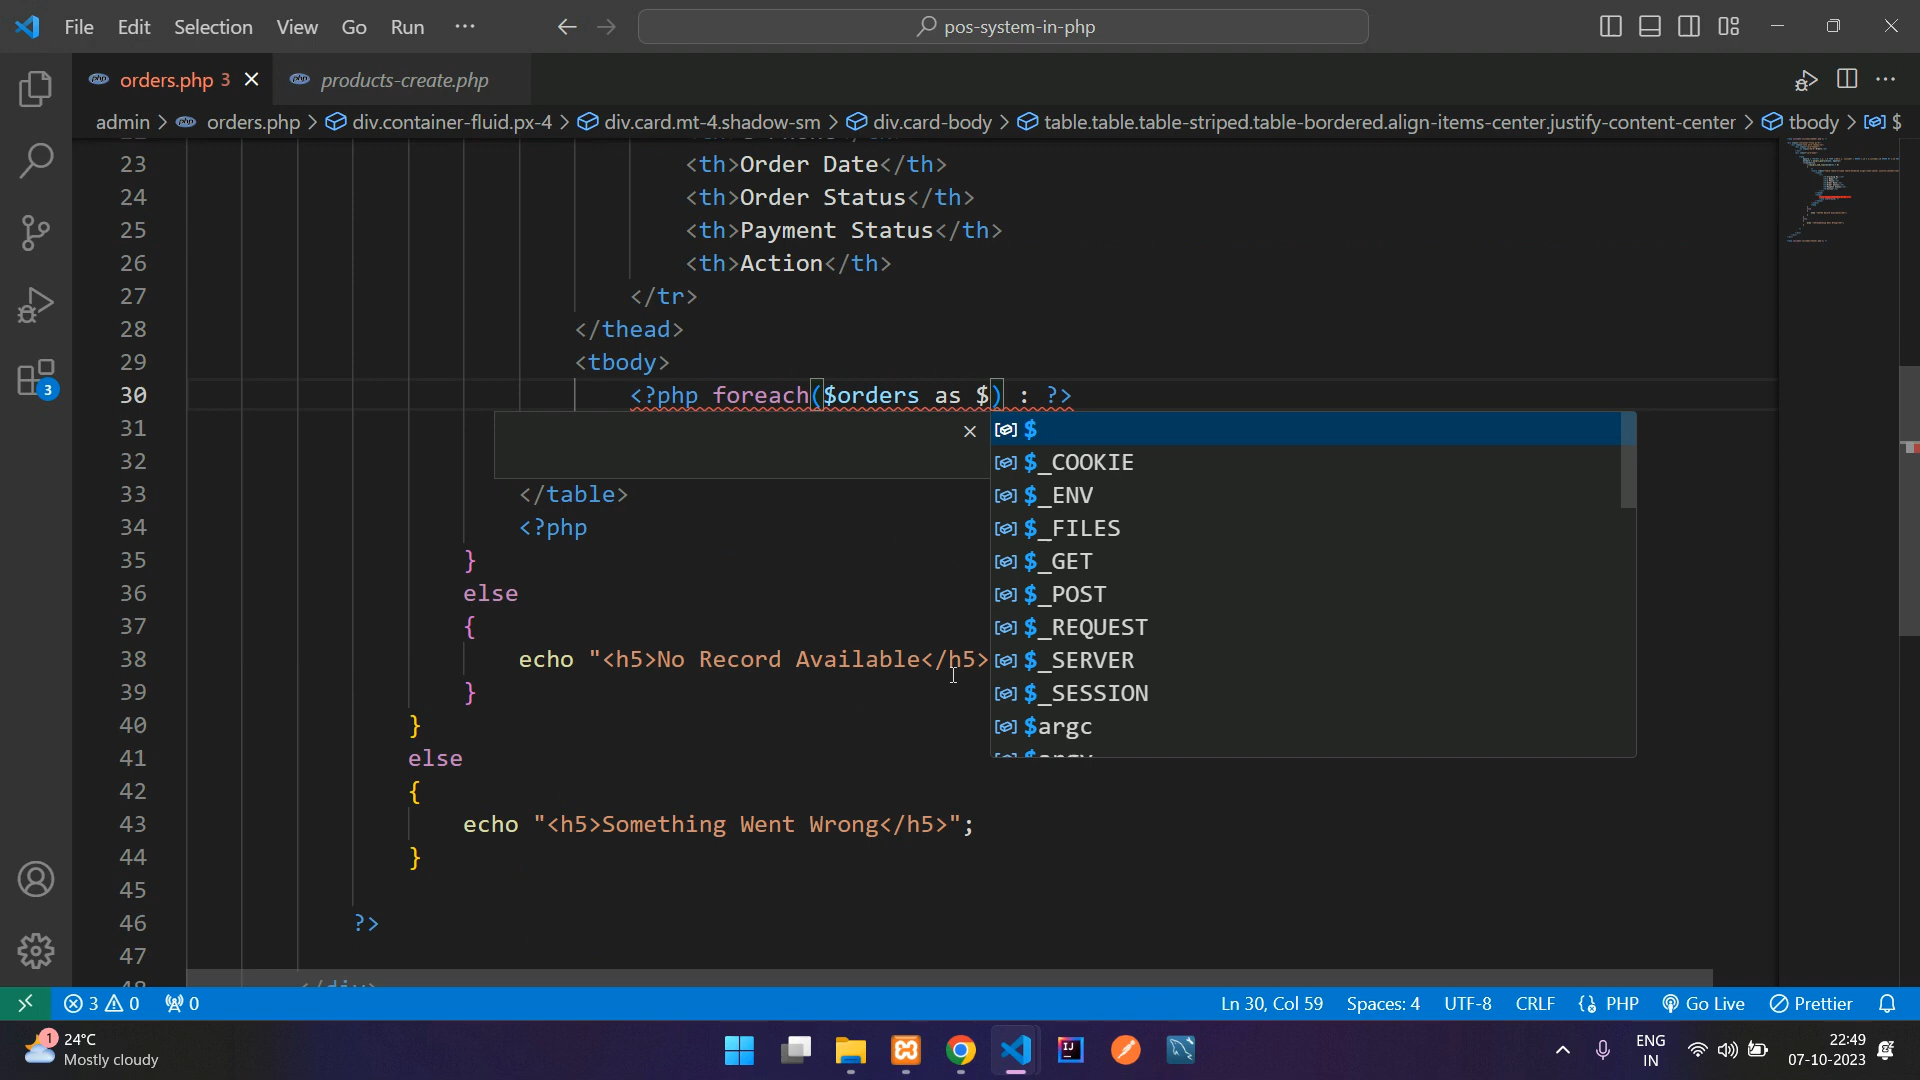 File Edit Selection View Go Run ···
pos-system-in-php
orders.php 3
products-create.php
admin > orders.php > div.container-fluid.px-4 > div.card.mt-4.shadow-sm > div.card-body > table.table.table-striped.table-bordered.align-items-center.justify-content-center > tbody > $
23 <th>Order Date</th>
24 <th>Order Status</th>
25 <th>Payment Status</th>
26 <th>Action</th>
27 </tr>
28 </thead>
29 <tbody>
30 <?php foreach($orders as $) : ?>
31
32
33 </table>
34 <?php
35 }
36 else
37 {
38 echo "<h5>No Record Available</h5>
39 }
40 }
41 else
42 {
43 echo "<h5>Something Went Wrong</h5>";
44 }
45
46 ?>
47
$
$_COOKIE
$_ENV
$_FILES
$_GET
$_POST
$_REQUEST
$_SERVER
$_SESSION
$argc
3
3 0 0
Ln 30, Col 59 Spaces: 4 UTF-8 CRLF PHP Go Live Prettier
1
24°C
Mostly cloudy
ENG
IN
22:49
07-10-2023